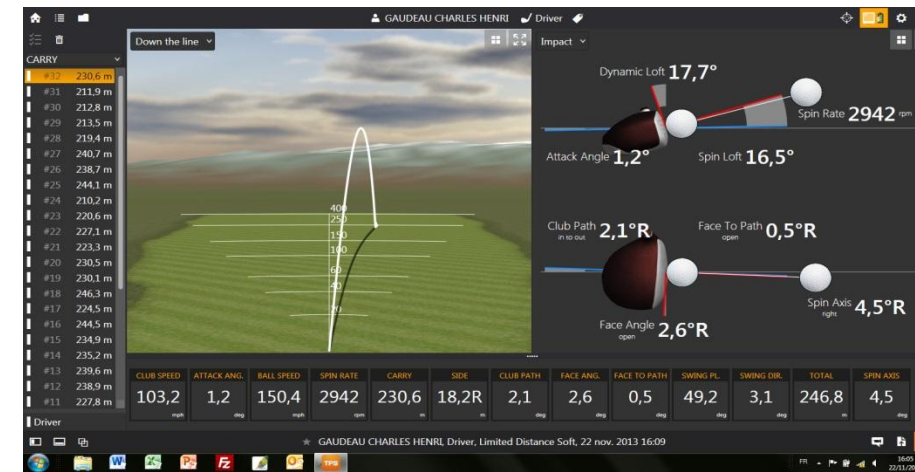 GAUDEAU CHARLES HENRI Driver
Down the line
Impact
CARRY
#32 230,6 m
#31 211,9 m
#30 212,8 m
#29 213,5 m
#28 219,4 m
#27 240,7 m
#26 238,7 m
#25 244,1 m
#24 210,2 m
#23 220,6 m
#22 227,1 m
#21 223,3 m
#20 230,5 m
#19 230,1 m
#18 246,3 m
#17 224,5 m
#16 244,5 m
#15 234,9 m
#14 235,2 m
#13 239,6 m
#12 238,9 m
#11 227,8 m
Driver
400
250
150
100
60
40
20
Dynamic Loft 17,7°
Spin Rate 2942 rpm
Attack Angle 1,2°
Spin Loft 16,5°
Club Path 2,1°R
in to out
Face To Path 0,5°R
open
Spin Axis 4,5°R
right
Face Angle 2,6°R
open
CLUB SPEED ATTACK ANG. BALL SPEED SPIN RATE CARRY SIDE CLUB PATH FACE ANG. FACE TO PATH SWING PL. SWING DIR. TOTAL SPIN AXIS
103,2 1,2 150,4 2942 230,6 18,2R 2,1 2,6 0,5 49,2 3,1 246,8 4,5
mph deg mph rpm m m deg deg deg deg deg m deg
GAUDEAU CHARLES HENRI, Driver, Limited Distance Soft, 22 nov. 2013 16:09
TPS
FR
16:05